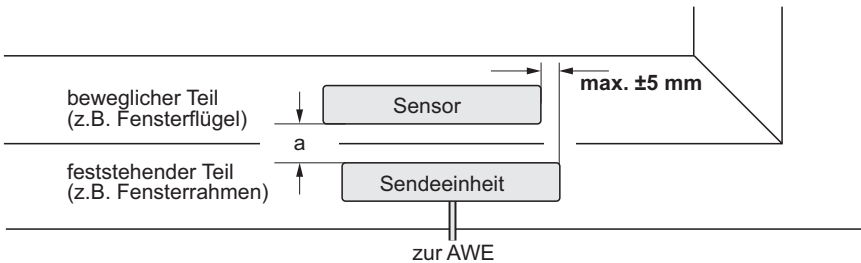 max. ±5 mm
beweglicher Teil
(z.B. Fensterflügel)
Sensor
a
feststehender Teil
(z.B. Fensterrahmen)
Sendeeinheit
zur AWE